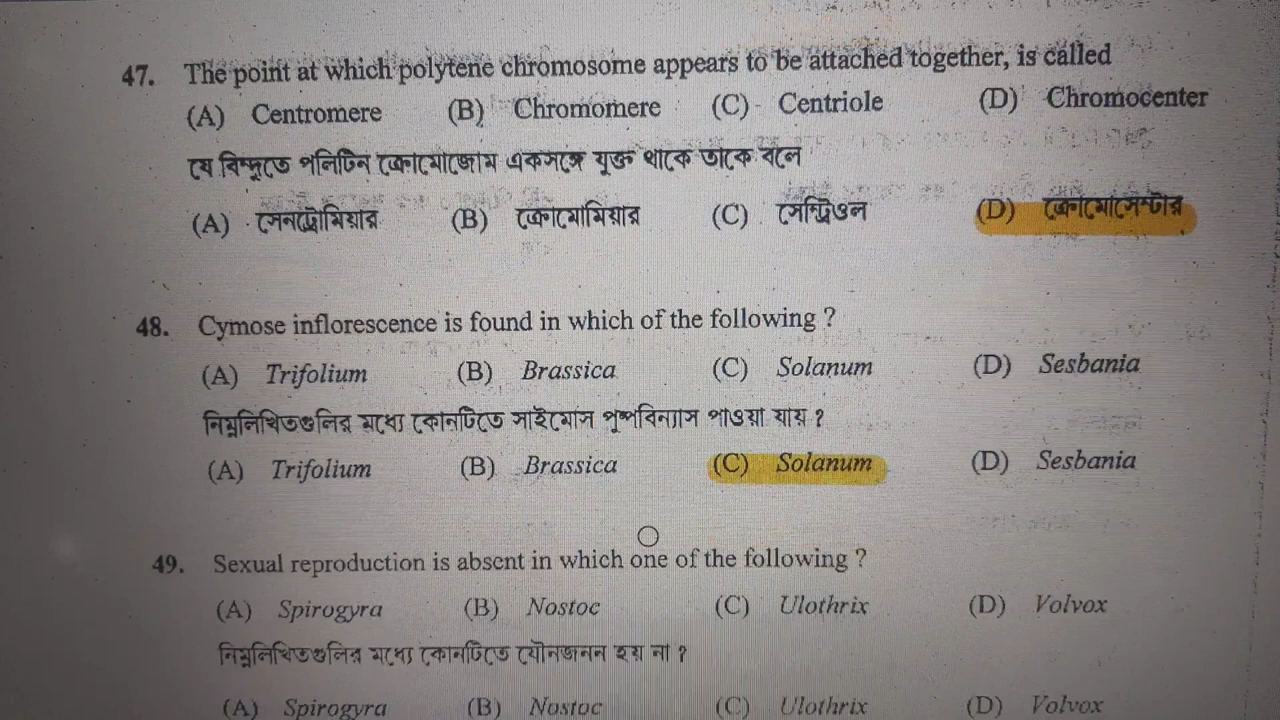 47. The point at which polytene chromosome appears to be attached together, is called
(A) Centromere (B) Chromomere (C) Centriole (D) Chromocenter
যে বিন্দুতে পলিটিন ক্রোমোজোম একসঙ্গে যুক্ত থাকে তাকে বলে
(A) সেনট্রোমিয়ার (B) ক্রোমোমিয়ার (C) সেন্ট্রিওল (D) ক্রোমোসেন্টার
48. Cymose inflorescence is found in which of the following ?
(A) Trifolium (B) Brassica (C) Solanum (D) Sesbania
নিম্নলিখিতগুলির মধ্যে কোনটিতে সাইমোস পুষ্পবিন্যাস পাওয়া যায় ?
(A) Trifolium (B) Brassica (C) Solanum (D) Sesbania
49. Sexual reproduction is absent in which one of the following ?
(A) Spirogyra (B) Nostoc (C) Ulothrix (D) Volvox
নিম্নলিখিতগুলির মধ্যে কোনটিতে যৌনজনন হয় না ?
(A) Spirogyra (B) Nostoc (C) Ulothrix (D) Volvox